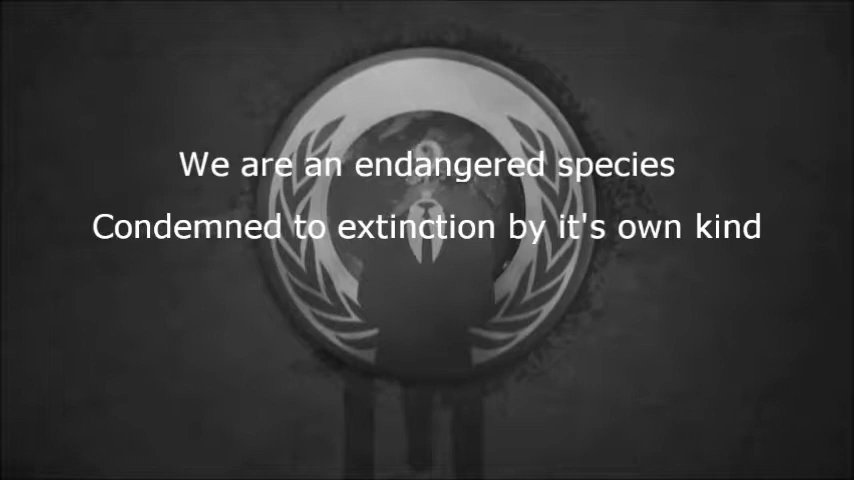 We are an endangered species
Condemned to extinction by it's own kind